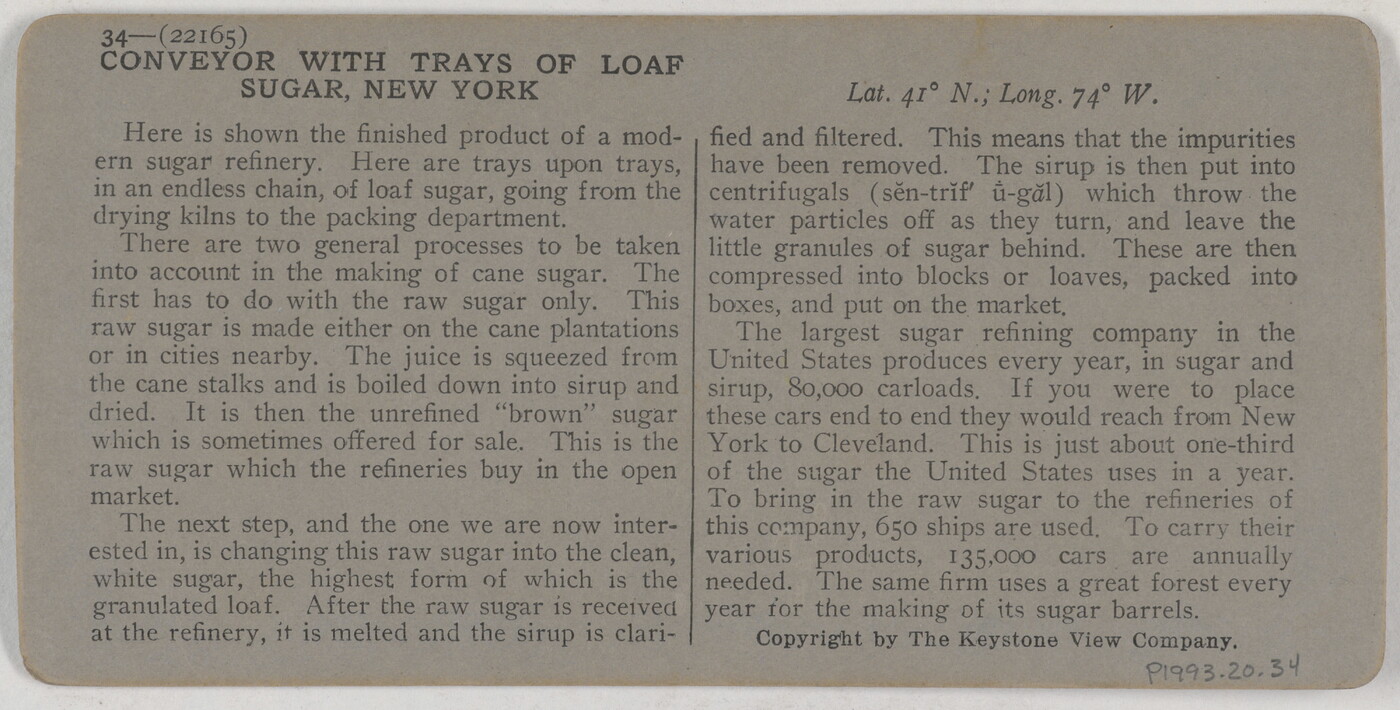 34—(22165)
CONVEYOR WITH TRAYS OF LOAF
SUGAR, NEW YORK
Lat. 41° N.; Long. 74° W.
Here is shown the finished product of a mod-
ern sugar refinery. Here are trays upon trays,
in an endless chain, of loaf sugar, going from the
drying kilns to the packing department.
There are two general processes to be taken
into account in the making of cane sugar. The
first has to do with the raw sugar only. This
raw sugar is made either on the cane plantations
or in cities nearby. The juice is squeezed from
the cane stalks and is boiled down into sirup and
dried. It is then the unrefined "brown" sugar
which is sometimes offered for sale. This is the
raw sugar which the refineries buy in the open
market.
The next step, and the one we are now inter-
ested in, is changing this raw sugar into the clean,
white sugar, the highest form of which is the
granulated loaf. After the raw sugar is received
at the refinery, it is melted and the sirup is clari-
fied and filtered. This means that the impurities
have been removed. The sirup is then put into
centrifugals (sĕn-trĭf′ ū̇-găl) which throw the
water particles off as they turn, and leave the
little granules of sugar behind. These are then
compressed into blocks or loaves, packed into
boxes, and put on the market.
The largest sugar refining company in the
United States produces every year, in sugar and
sirup, 80,000 carloads. If you were to place
these cars end to end they would reach from New
York to Cleveland. This is just about one-third
of the sugar the United States uses in a year.
To bring in the raw sugar to the refineries of
this company, 650 ships are used. To carry their
various products, 135,000 cars are annually
needed. The same firm uses a great forest every
year for the making of its sugar barrels.
Copyright by The Keystone View Company.
P1993.20.34